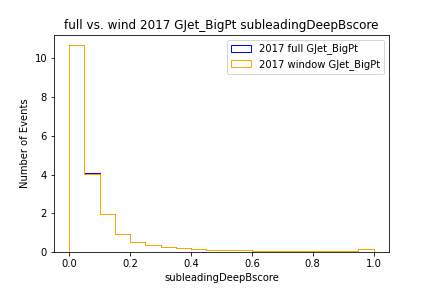 full vs. wind 2017 GJet_BigPt subleadingDeepBscore
2017 full GJet_BigPt
2017 window GJet_BigPt
Number of Events
10
8
6
4
2
0
0.0 0.2 0.4 0.6 0.8 1.0
subleadingDeepBscore